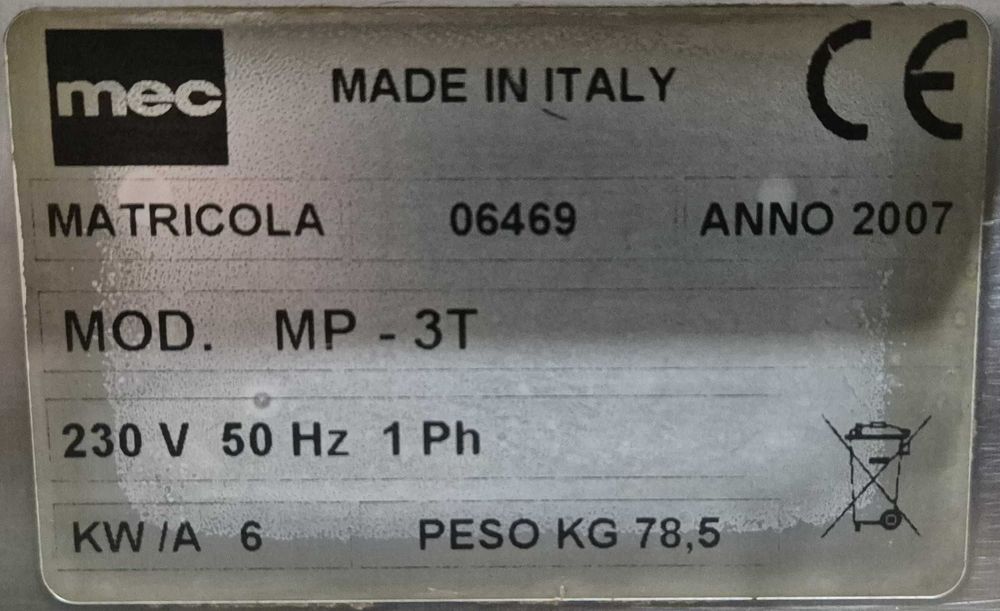 mec MADE IN ITALY CE
MATRICOLA 06469 ANNO 2007
MOD. MP - 3T
230 V 50 Hz 1 Ph
KW/A 6 PESO KG 78,5